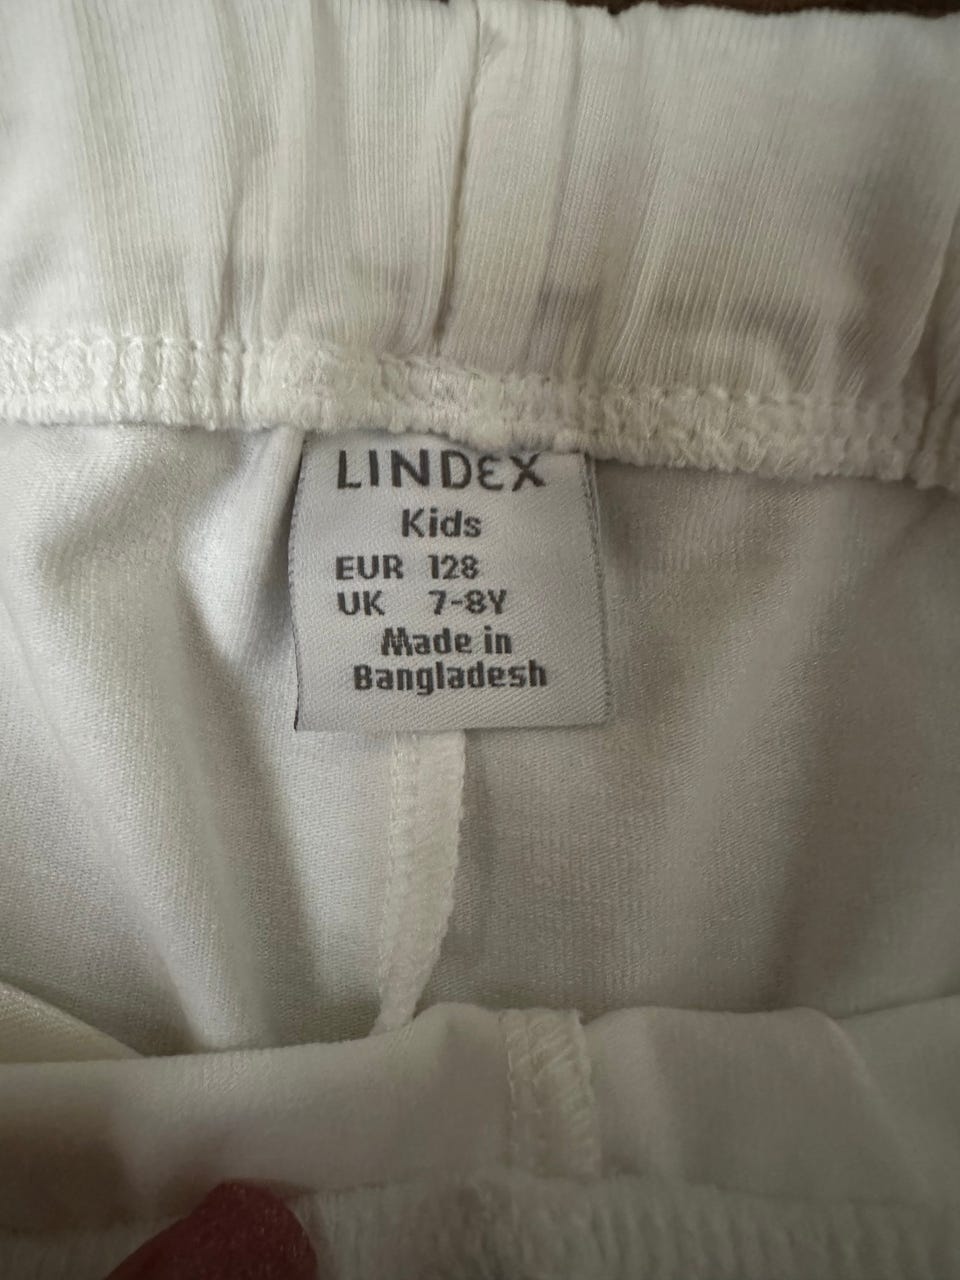 LINDEX
Kids
EUR 128
UK 7-8Y
Made in
Bangladesh